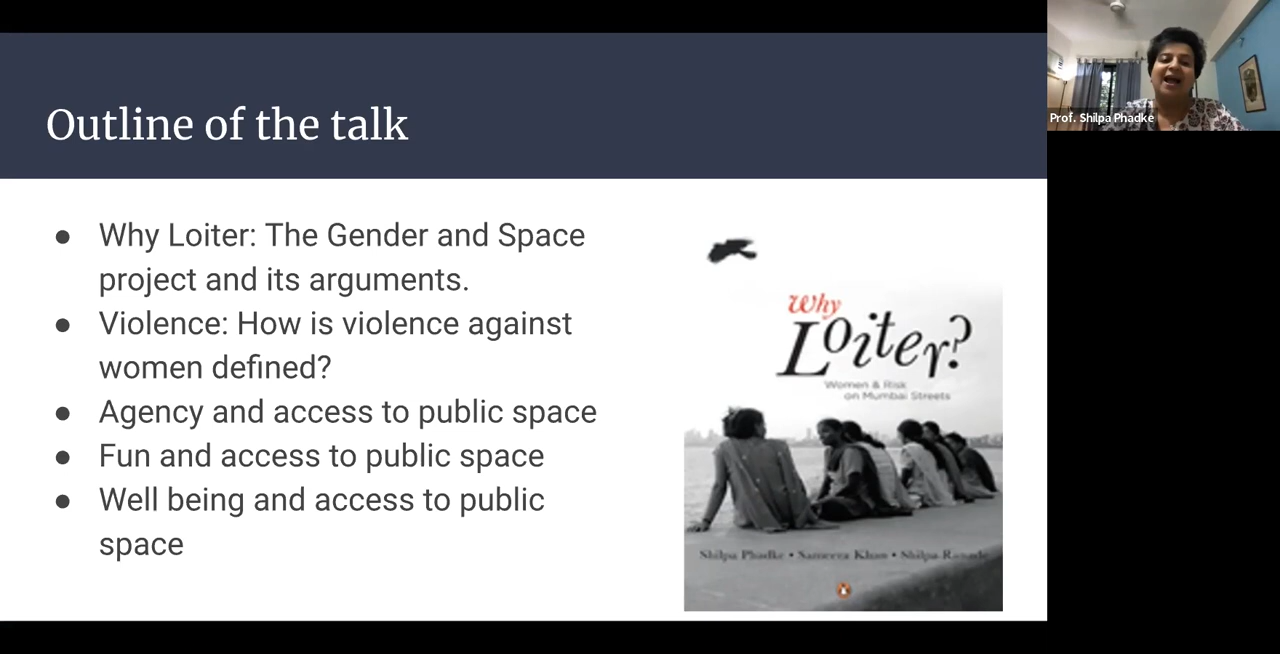 Outline of the talk
● Why Loiter: The Gender and Space
project and its arguments.
● Violence: How is violence against
women defined?
● Agency and access to public space
● Fun and access to public space
● Well being and access to public
space
Why
Loiter?
Women & Risk
on Mumbai Streets
Shilpa Phadke • Sameera Khan • Shilpa Ranade
Prof. Shilpa Phadke